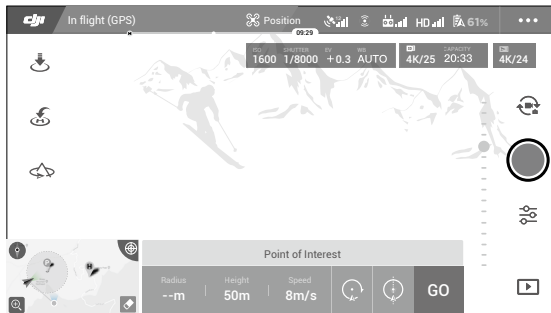 dji In flight (GPS) Position HD A 61%
09:29
ISO SHUTTER EV WB CAPACITY
1600 1/8000 +0.3 AUTO 4K/25 20:33 4K/24
H
Point of Interest
Radius Height Speed
--m 50m 8m/s GO
H